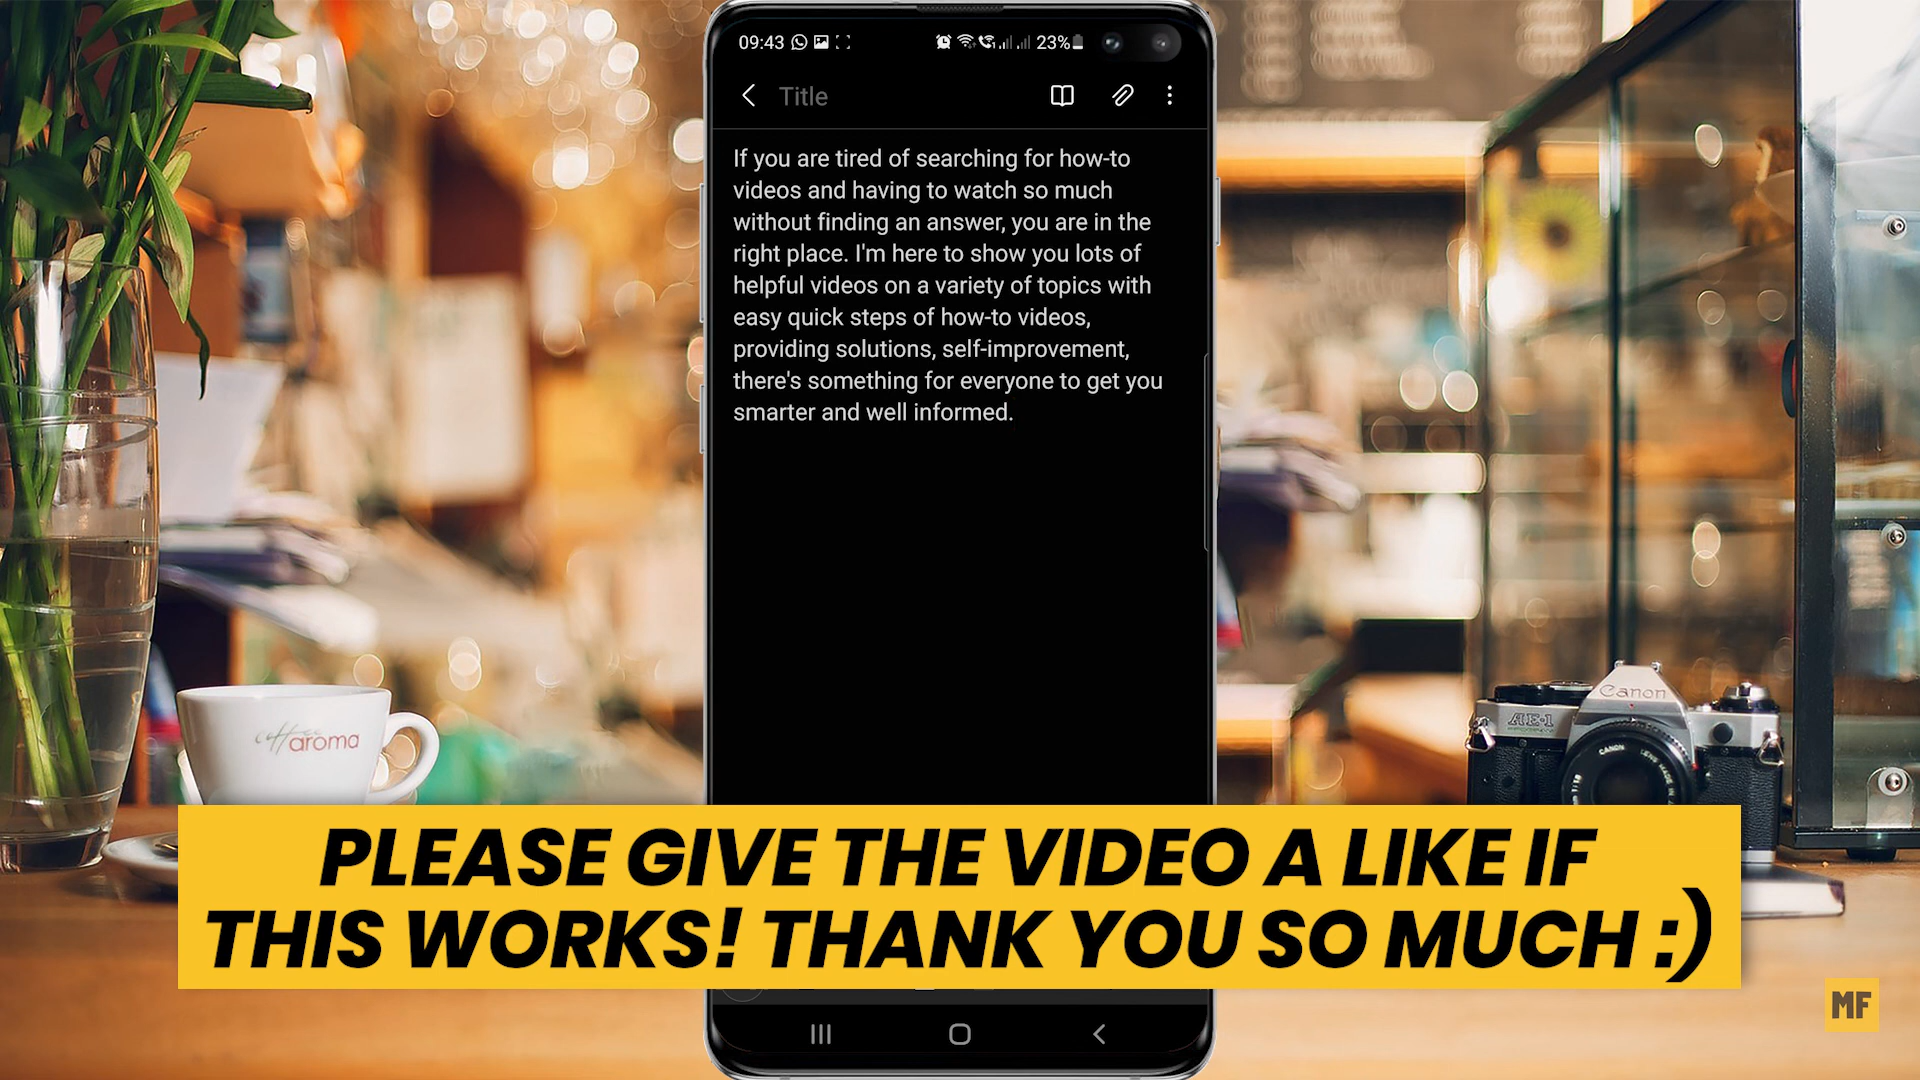 09:43
23%
Title
If you are tired of searching for how-to
videos and having to watch so much
without finding an answer, you are in the
right place. I'm here to show you lots of
helpful videos on a variety of topics with
easy quick steps of how-to videos,
providing solutions, self-improvement,
there's something for everyone to get you
smarter and well informed.
caffè
aroma
Canon
AE-1
CANON
PLEASE GIVE THE VIDEO A LIKE IF
THIS WORKS! THANK YOU SO MUCH :)
MF